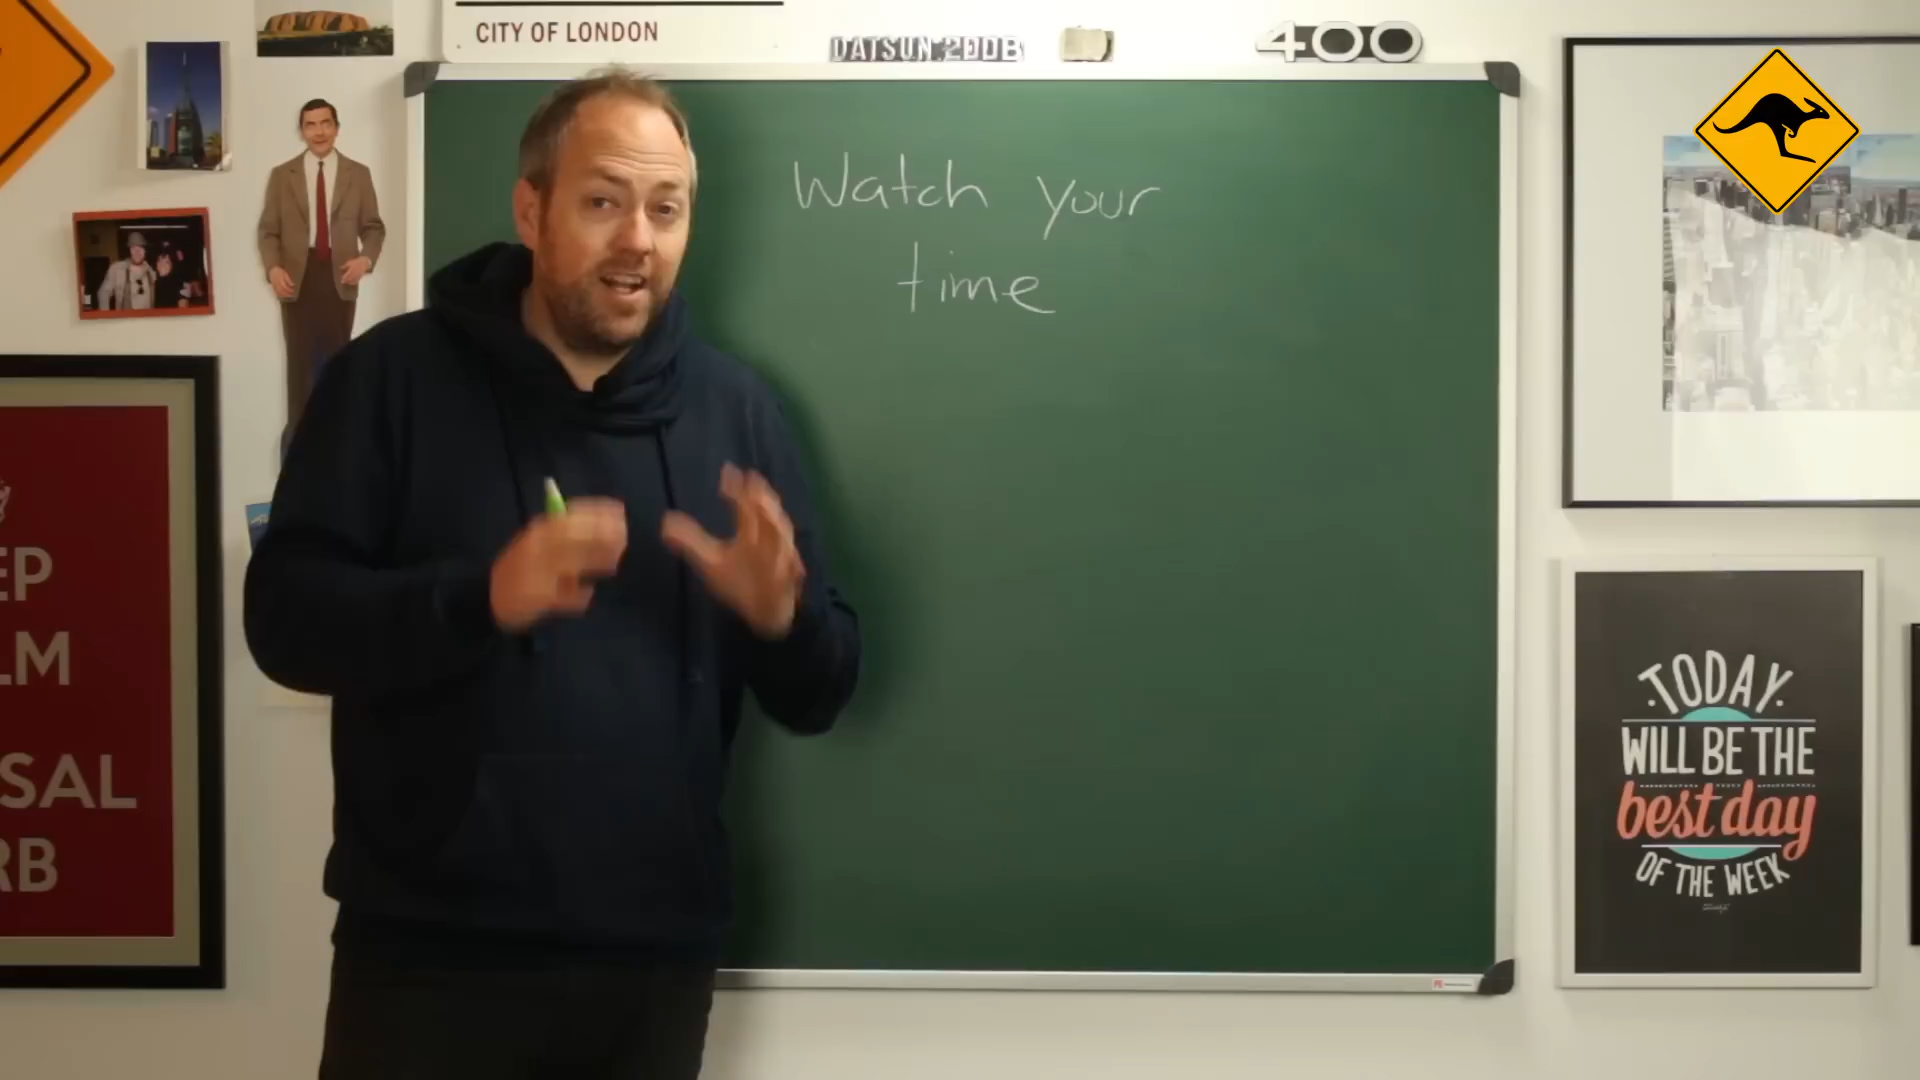 CITY OF LONDON
DATSUN 200B
400
Watch your
time
EP
LM
SAL
RB
·TODAY·
WILL BE THE
best day
OF THE WEEK